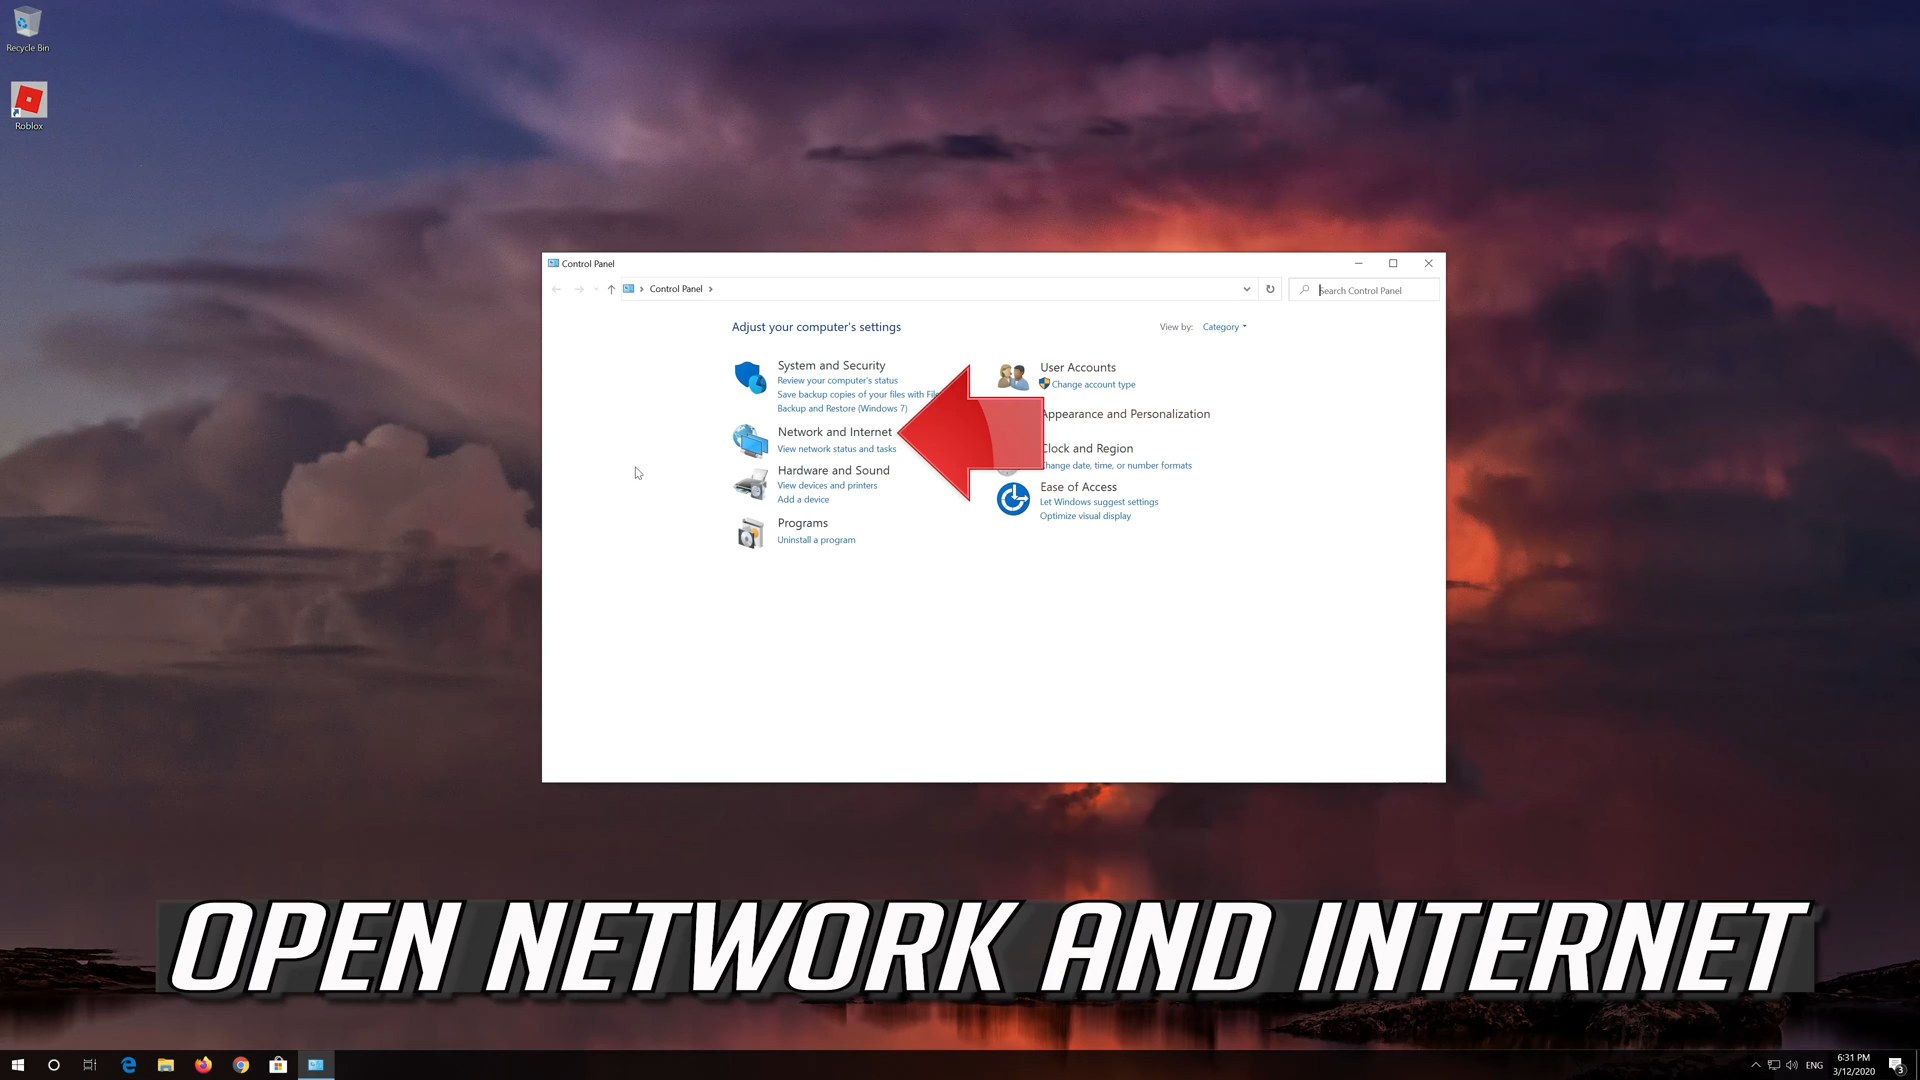 Recycle Bin
Roblox
Control Panel
Control Panel
Search Control Panel
Adjust your computer's settings
View by: Category
System and Security
Review your computer's status
Save backup copies of your files with File
Backup and Restore (Windows 7)
Network and Internet
View network status and tasks
Hardware and Sound
View devices and printers
Add a device
Programs
Uninstall a program
User Accounts
Change account type
Appearance and Personalization
Clock and Region
Change date, time, or number formats
Ease of Access
Let Windows suggest settings
Optimize visual display
OPEN NETWORK AND INTERNET
ENG
6:31 PM
3/12/2020
3